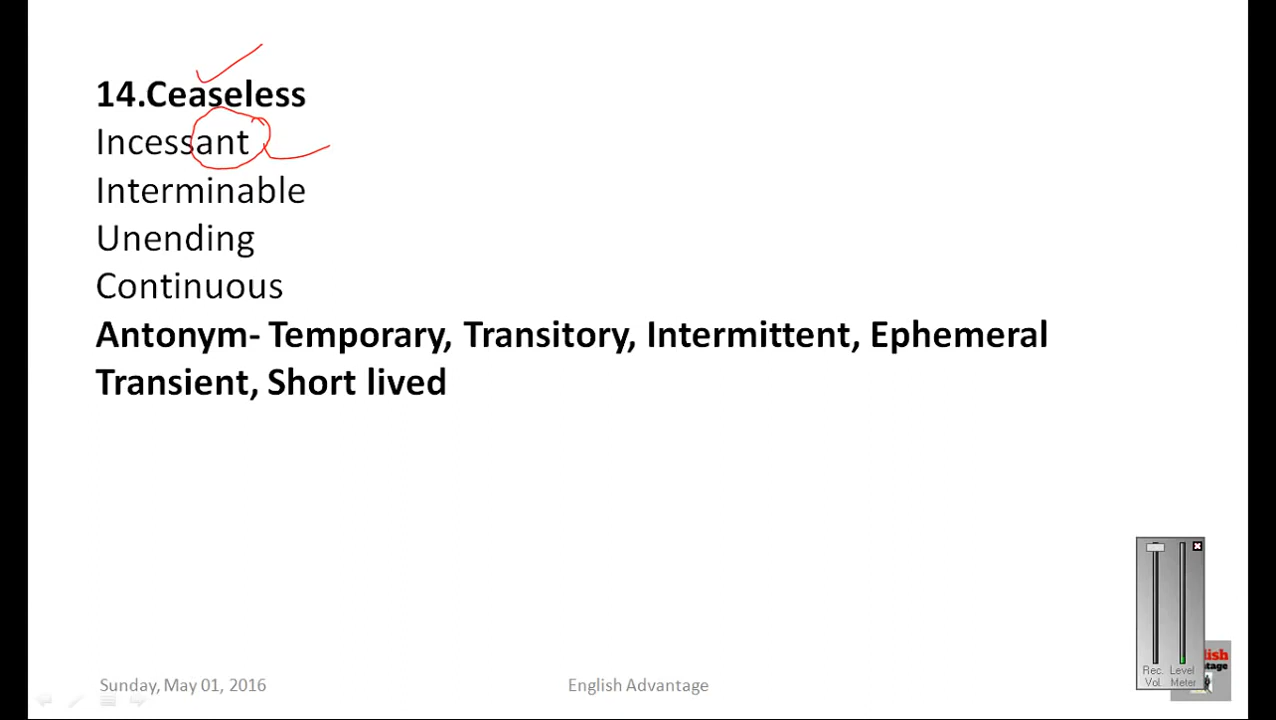 14.Ceaseless
Incessant
Interminable
Unending
Continuous
Antonym- Temporary, Transitory, Intermittent, Ephemeral
Transient, Short lived
Rec. Level
Vol. Meter
Sunday, May 01, 2016
English Advantage